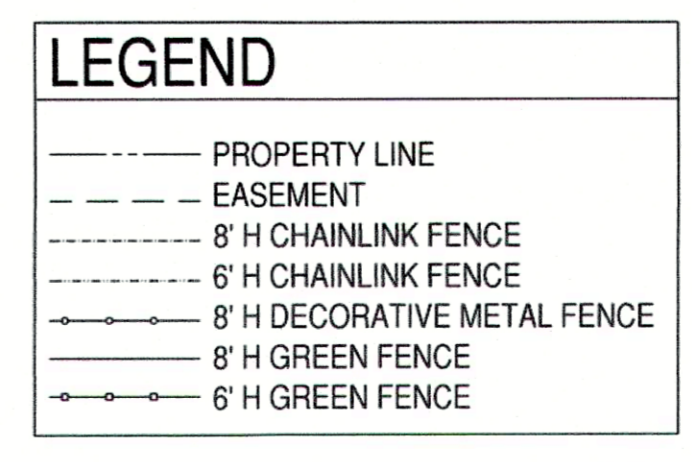 LEGEND
PROPERTY LINE
EASEMENT
8' H CHAINLINK FENCE
6' H CHAINLINK FENCE
8' H DECORATIVE METAL FENCE
8' H GREEN FENCE
6' H GREEN FENCE